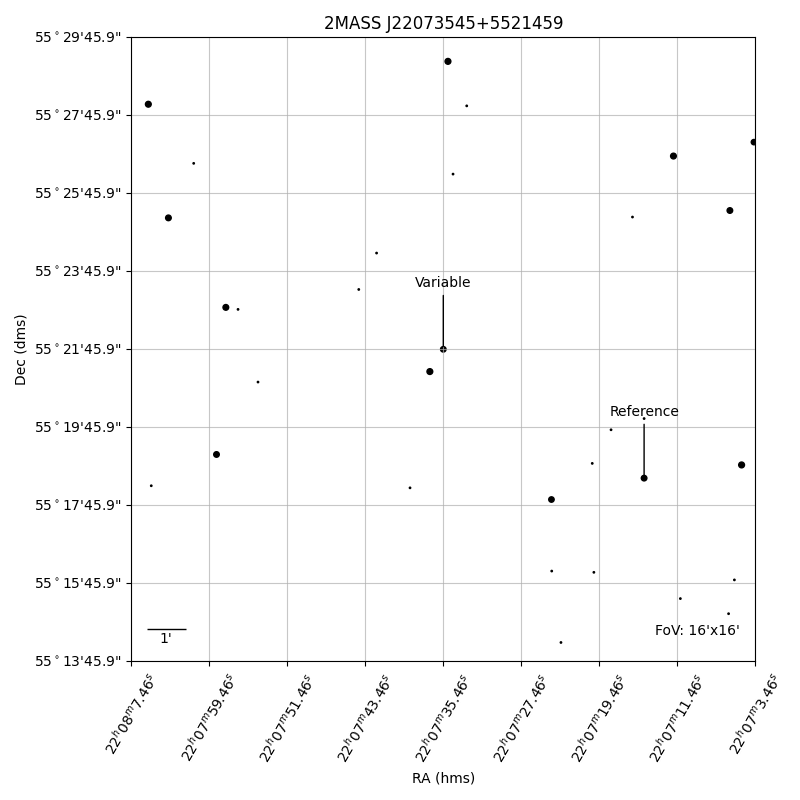 2MASS J22073545+5521459
55°29'45.9"
55°27'45.9"
55°25'45.9"
55°23'45.9"
55°21'45.9"
55°19'45.9"
55°17'45.9"
55°15'45.9"
55°13'45.9"
Dec (dms)
Variable
Reference
1'
FoV: 16'x16'
22ʰ08ᵐ7.46ˢ
22ʰ07ᵐ59.46ˢ
22ʰ07ᵐ51.46ˢ
22ʰ07ᵐ43.46ˢ
22ʰ07ᵐ35.46ˢ
22ʰ07ᵐ27.46ˢ
22ʰ07ᵐ19.46ˢ
22ʰ07ᵐ11.46ˢ
22ʰ07ᵐ3.46ˢ
RA (hms)